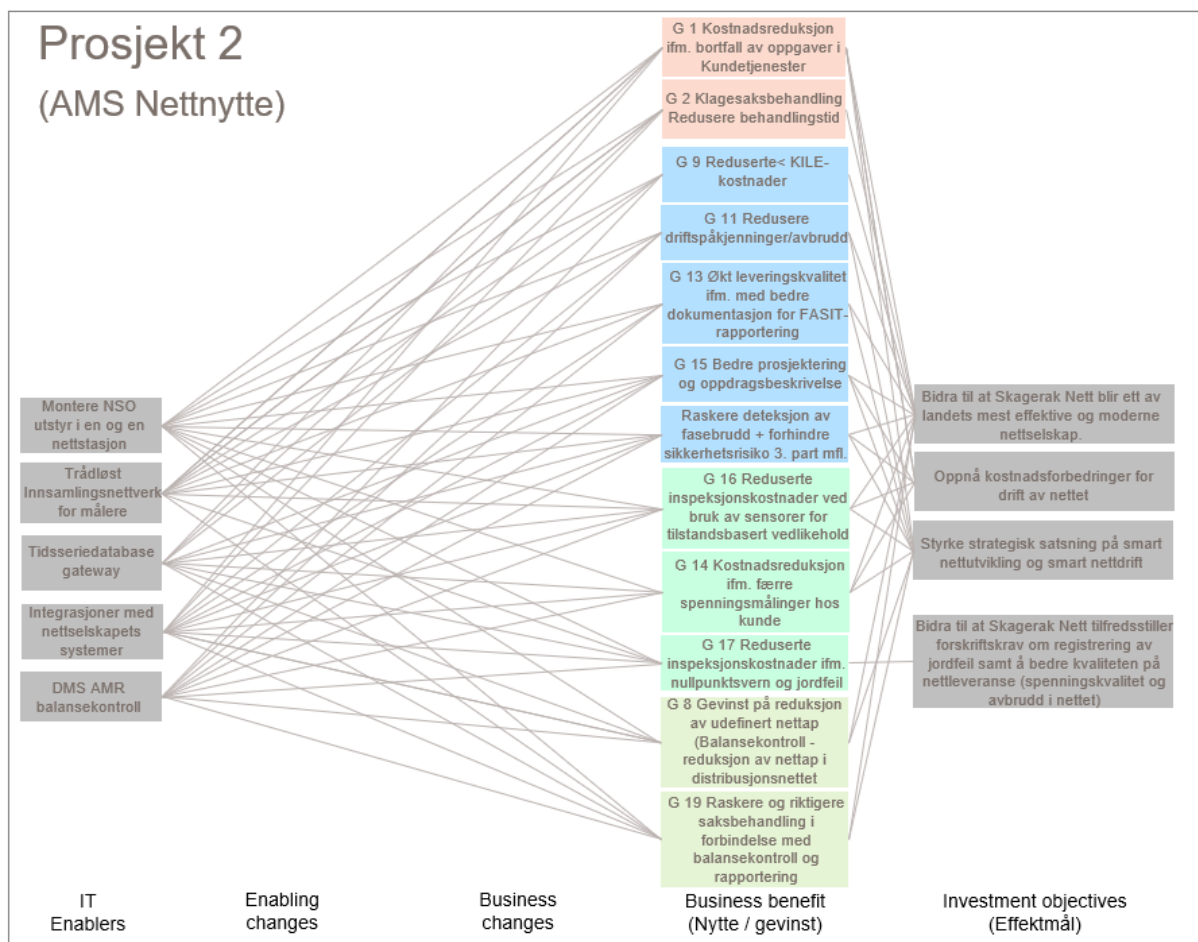 Prosjekt 2
(AMS Nettnytte)
Montere NSO
utstyr i en og en
nettstasjon
Trådløst
Innsamlingsnettverk
for målere
Tidsseriedatabase
gateway
Integrasjoner med
nettselskapets
systemer
DMS AMR
balansekontroll
G 1 Kostnadsreduksjon
ifm. bortfall av oppgaver i
Kundetjenester
G 2 Klagesaksbehandling
Redusere behandlingstid
G 9 Reduserte< KILE-
kostnader
G 11 Redusere
driftspåkjenninger/avbrudd
G 13 Økt leveringskvalitet
ifm. med bedre
dokumentasjon for FASIT-
rapportering
G 15 Bedre prosjektering
og oppdragsbeskrivelse
Raskere deteksjon av
fasebrudd + forhindre
sikkerhetsrisiko 3. part mfl.
G 16 Reduserte
inspeksjonskostnader ved
bruk av sensorer for
tilstandsbasert vedlikehold
G 14 Kostnadsreduksjon
ifm. færre
spenningsmålinger hos
kunde
G 17 Reduserte
inspeksjonskostnader ifm.
nullpunktsvern og jordfeil
G 8 Gevinst på reduksjon
av udefinert nettap
(Balansekontroll -
reduksjon av nettap i
distribusjonsnettet
G 19 Raskere og riktigere
saksbehandling i
forbindelse med
balansekontroll og
rapportering
Bidra til at Skagerak Nett blir ett av
landets mest effektive og moderne
nettselskap.
Oppnå kostnadsforbedringer for
drift av nettet
Styrke strategisk satsning på smart
nettutvikling og smart nettdrift
Bidra til at Skagerak Nett tilfredsstiller
forskriftskrav om registrering av
jordfeil samt å bedre kvaliteten på
nettleveranse (spenningskvalitet og
avbrudd i nettet)
IT
Enablers
Enabling
changes
Business
changes
Business benefit
(Nytte / gevinst)
Investment objectives
(Effektmål)